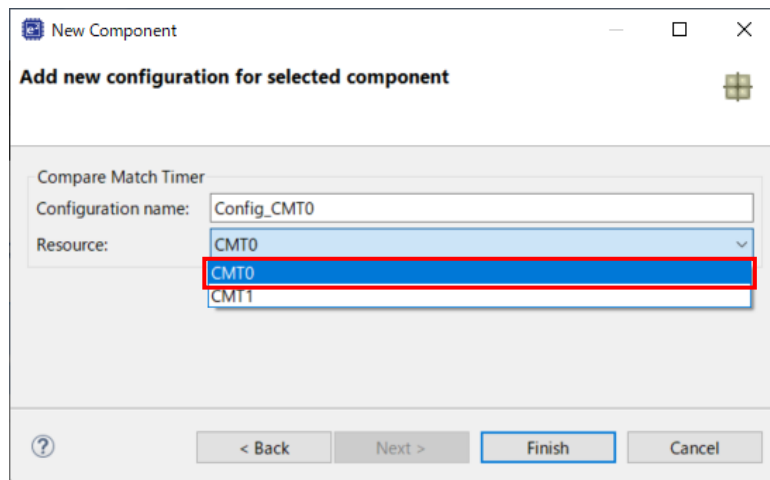 e²
New Component
Add new configuration for selected component
Compare Match Timer
Configuration name: Config_CMT0
Resource: CMT0
CMT0
CMT1
?
< Back Next > Finish Cancel